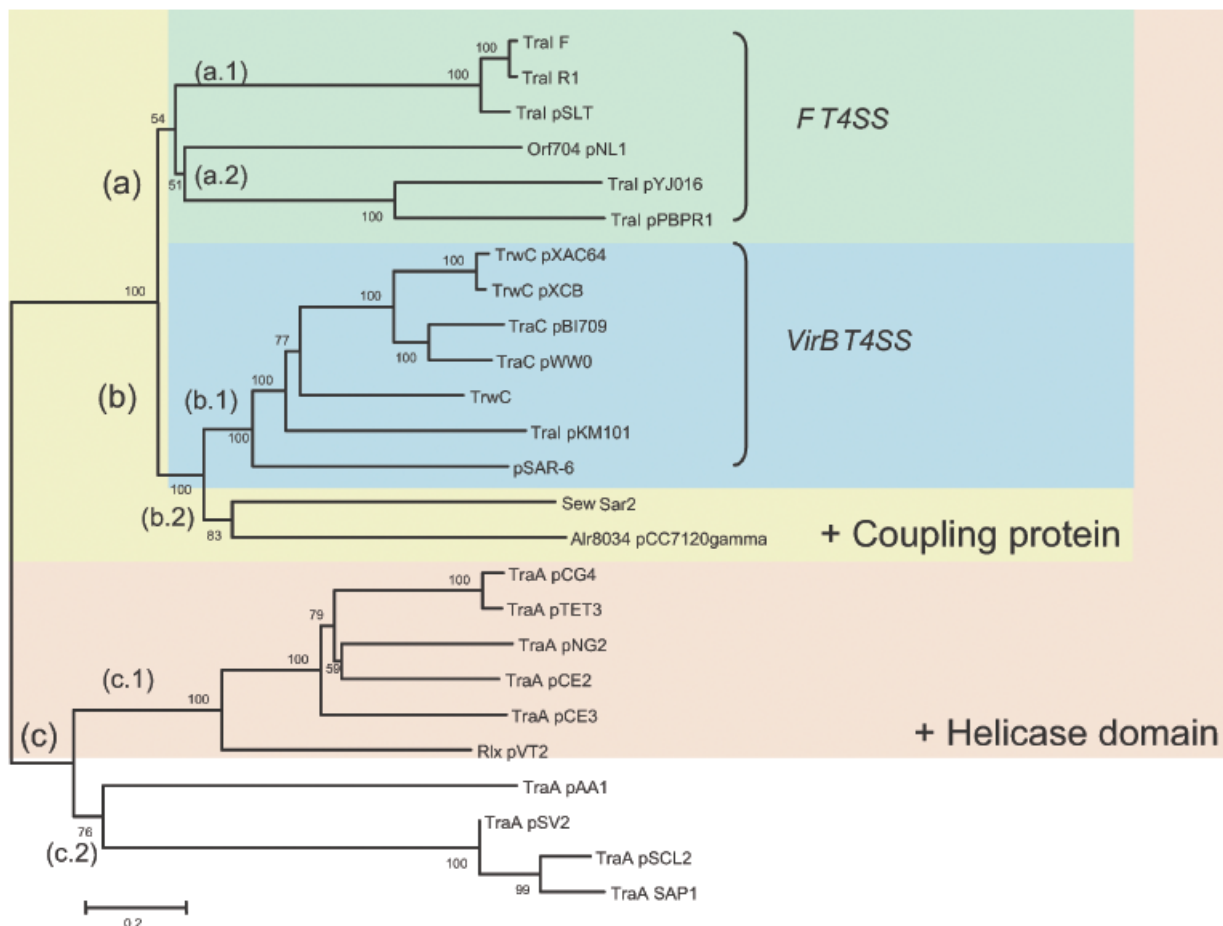 100
TraI F
(a.1)
100
TraI R1
TraI pSLT
F T4SS
54
Orf704 pNL1
(a)
51
(a.2)
TraI pYJ016
100
TraI pPBPR1
100
TrwC pXAC64
100
TrwC pXCB
100
TraC pBI709
77
VirB T4SS
100
TraC pWW0
100
(b)
(b.1)
TrwC
100
TraI pKM101
pSAR-6
100
Sew Sar2
(b.2)
83
Alr8034 pCC7120gamma
+ Coupling protein
100
TraA pCG4
TraA pTET3
79
TraA pNG2
100
59
TraA pCE2
(c.1)
100
TraA pCE3
(c)
+ Helicase domain
Rlx pVT2
TraA pAA1
76
TraA pSV2
(c.2)
100
TraA pSCL2
99
TraA SAP1
0.2